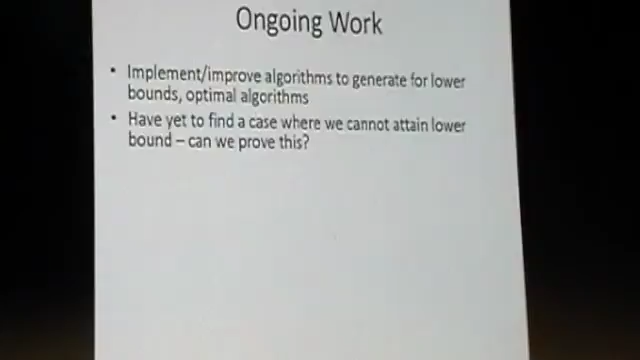 Ongoing Work
• Implement/improve algorithms to generate for lower
bounds, optimal algorithms
• Have yet to find a case where we cannot attain lower
bound – can we prove this?